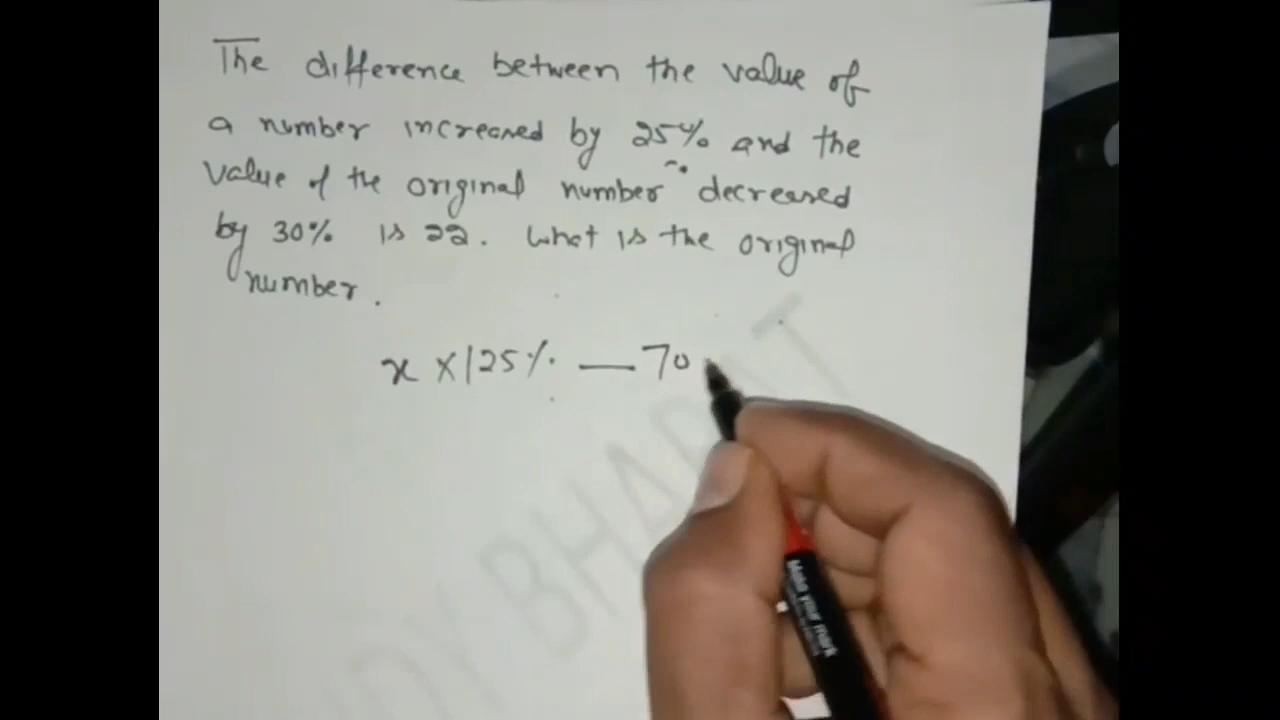 The difference between the value of
a number increased by 25% and the
value of the original number decreased
by 30% is 22. What is the original
number.
x × 125% — 70